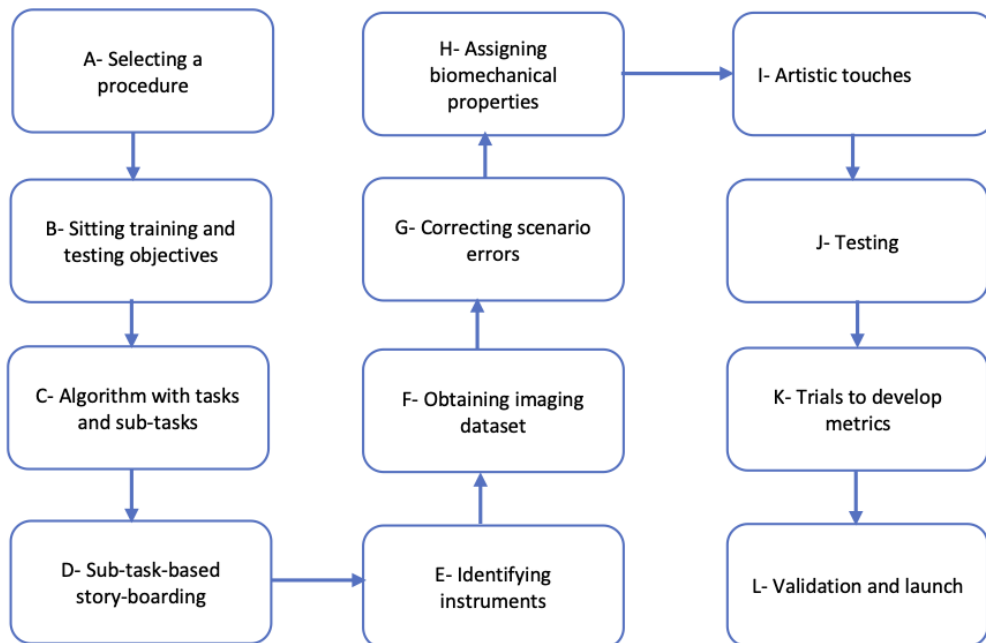 A- Selecting a
procedure
B- Sitting training and
testing objectives
C- Algorithm with tasks
and sub-tasks
D- Sub-task-based
story-boarding
E- Identifying
instruments
F- Obtaining imaging
dataset
G- Correcting scenario
errors
H- Assigning
biomechanical
properties
I- Artistic touches
J- Testing
K- Trials to develop
metrics
L- Validation and launch